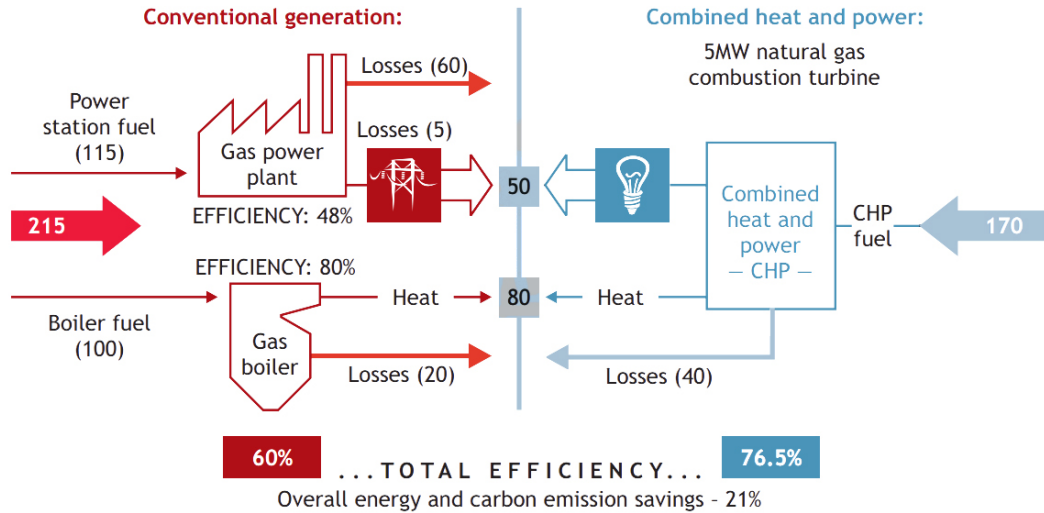 Conventional generation:
Combined heat and power:
5MW natural gas
combustion turbine
Losses (60)
Power
station fuel
(115)
Losses (5)
Gas power
plant
EFFICIENCY: 48%
215
50
Combined
heat and
power
— CHP —
CHP
fuel
170
EFFICIENCY: 80%
Heat
80
Heat
Boiler fuel
(100)
Gas
boiler
Losses (20)
Losses (40)
60%
...TOTAL EFFICIENCY...
76.5%
Overall energy and carbon emission savings – 21%